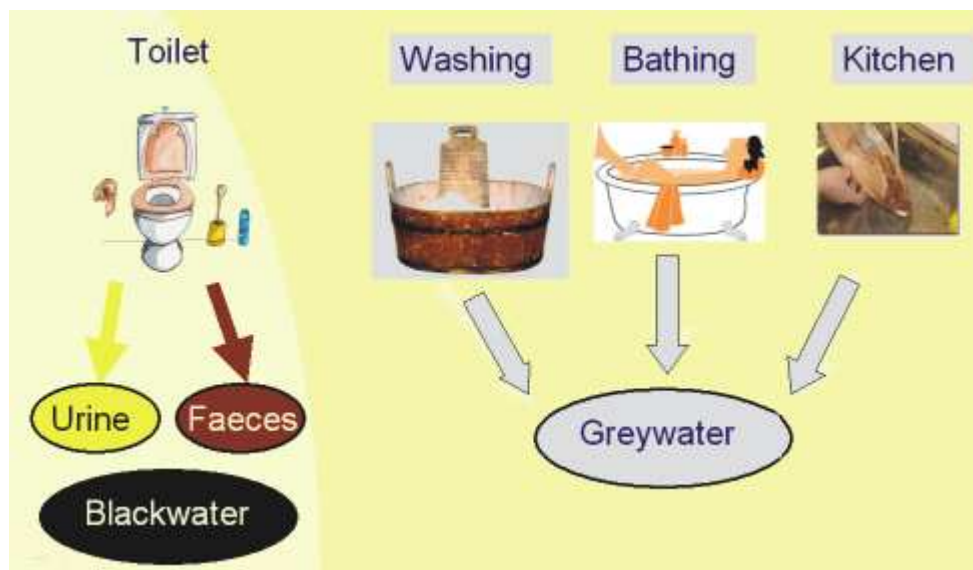 Toilet
Washing
Bathing
Kitchen
Urine
Faeces
Greywater
Blackwater